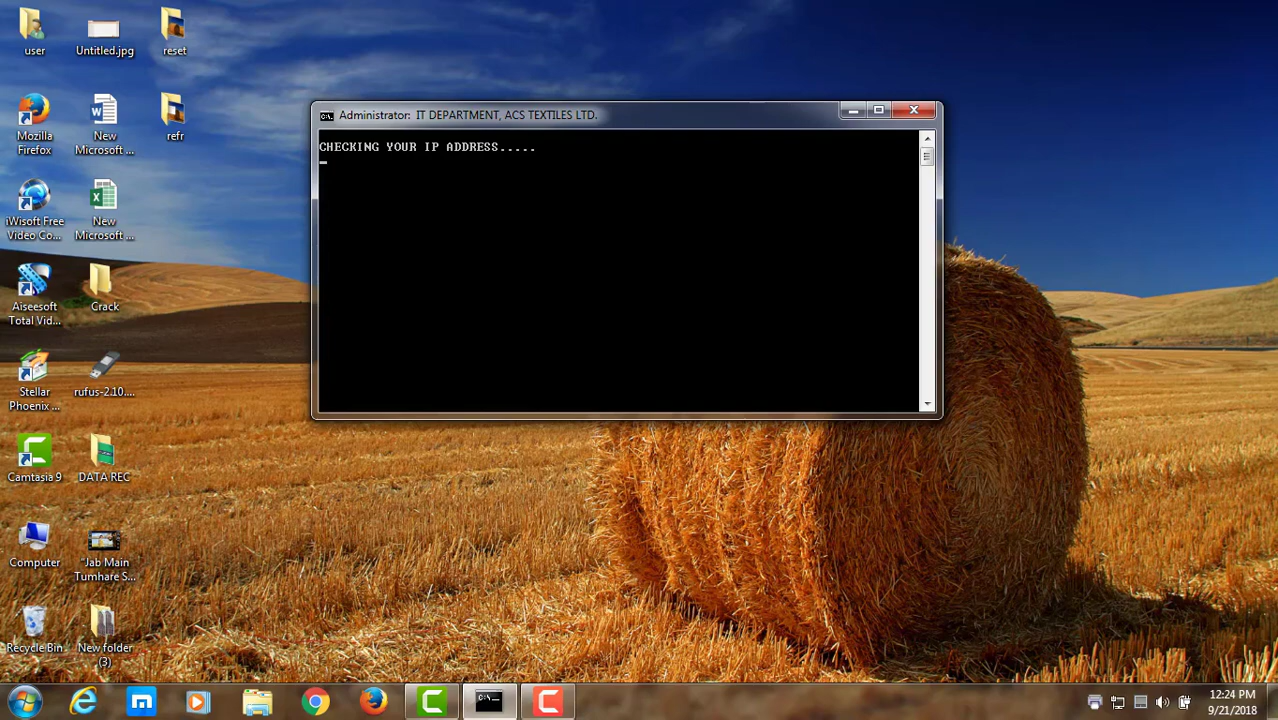 user
Untitled.jpg
reset
Mozilla
Firefox
New
Microsoft ...
refr
iWisoft Free
Video Co...
New
Microsoft ...
Aiseesoft
Total Vid...
Crack
Stellar
Phoenix ...
rufus-2.10....
Camtasia 9
DATA REC
Computer
"Jab Main
Tumhare S...
Recycle Bin
New folder
(3)
Administrator: IT DEPARTMENT, ACS TEXTILES LTD.
CHECKING YOUR IP ADDRESS.....
12:24 PM
9/21/2018